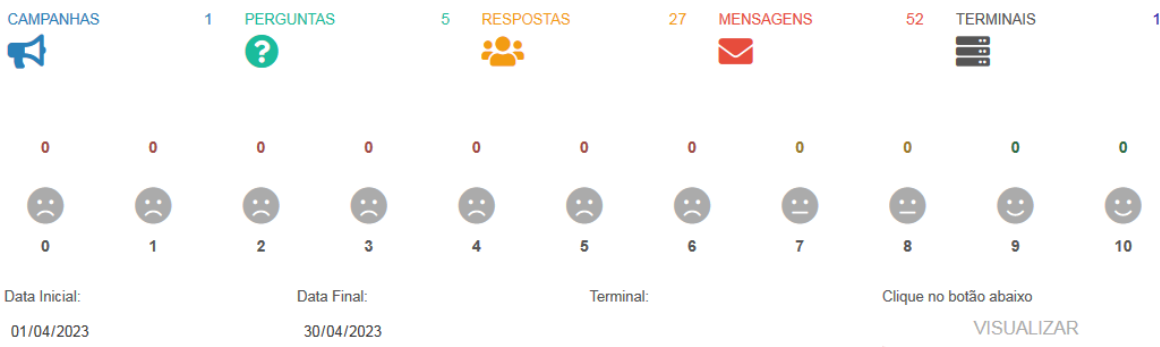 CAMPANHAS 1 PERGUNTAS 5 RESPOSTAS 27 MENSAGENS 52 TERMINAIS 1
0 0 0 0 0 0 0 0 0 0 0
0 1 2 3 4 5 6 7 8 9 10
Data Inicial: Data Final: Terminal: Clique no botão abaixo
01/04/2023 30/04/2023 VISUALIZAR